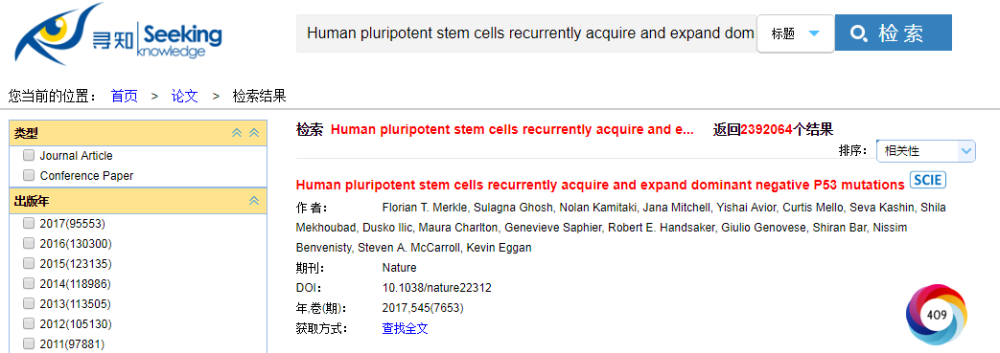 寻知 Seeking knowledge
Human pluripotent stem cells recurrently acquire and expand dom
标题
检索
您当前的位置： 首页 > 论文 > 检索结果
类型
Journal Article
Conference Paper
出版年
2017(95553)
2016(130300)
2015(123135)
2014(118986)
2013(113505)
2012(105130)
2011(97881)
检索 Human pluripotent stem cells recurrently acquire and e... 返回2392064个结果
排序： 相关性
Human pluripotent stem cells recurrently acquire and expand dominant negative P53 mutations SCIE
作 者： Florian T. Merkle, Sulagna Ghosh, Nolan Kamitaki, Jana Mitchell, Yishai Avior, Curtis Mello, Seva Kashin, Shila
Mekhoubad, Dusko Ilic, Maura Charlton, Genevieve Saphier, Robert E. Handsaker, Giulio Genovese, Shiran Bar, Nissim
Benvenisty, Steven A. McCarroll, Kevin Eggan
期刊： Nature
DOI： 10.1038/nature22312
年,卷(期)： 2017,545(7653)
获取方式： 查找全文
409